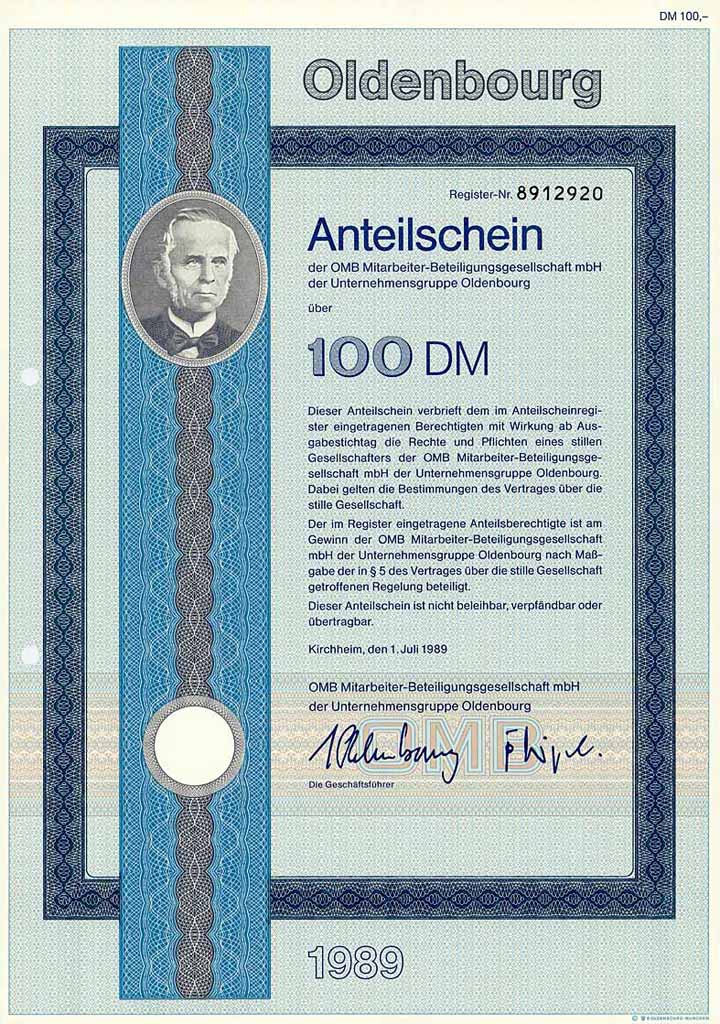 DM 100,–
Oldenbourg
Register-Nr. 8912920
Anteilschein
der OMB Mitarbeiter-Beteiligungsgesellschaft mbH
der Unternehmensgruppe Oldenbourg
über
100 DM
Dieser Anteilschein verbrieft dem im Anteilscheinregi-
ster eingetragenen Berechtigten mit Wirkung ab Aus-
gabestichtag die Rechte und Pflichten eines stillen
Gesellschafters der OMB Mitarbeiter-Beteiligungsge-
sellschaft mbH der Unternehmensgruppe Oldenbourg.
Dabei gelten die Bestimmungen des Vertrages über die
stille Gesellschaft.
Der im Register eingetragene Anteilsberechtigte ist am
Gewinn der OMB Mitarbeiter-Beteiligungsgesellschaft
mbH der Unternehmensgruppe Oldenbourg nach Maß-
gabe der in § 5 des Vertrages über die stille Gesellschaft
getroffenen Regelung beteiligt.
Dieser Anteilschein ist nicht beleihbar, verpfändbar oder
übertragbar.
Kirchheim, den 1. Juli 1989
OMB Mitarbeiter-Beteiligungsgesellschaft mbH
der Unternehmensgruppe Oldenbourg
OMB
Die Geschäftsführer
1989